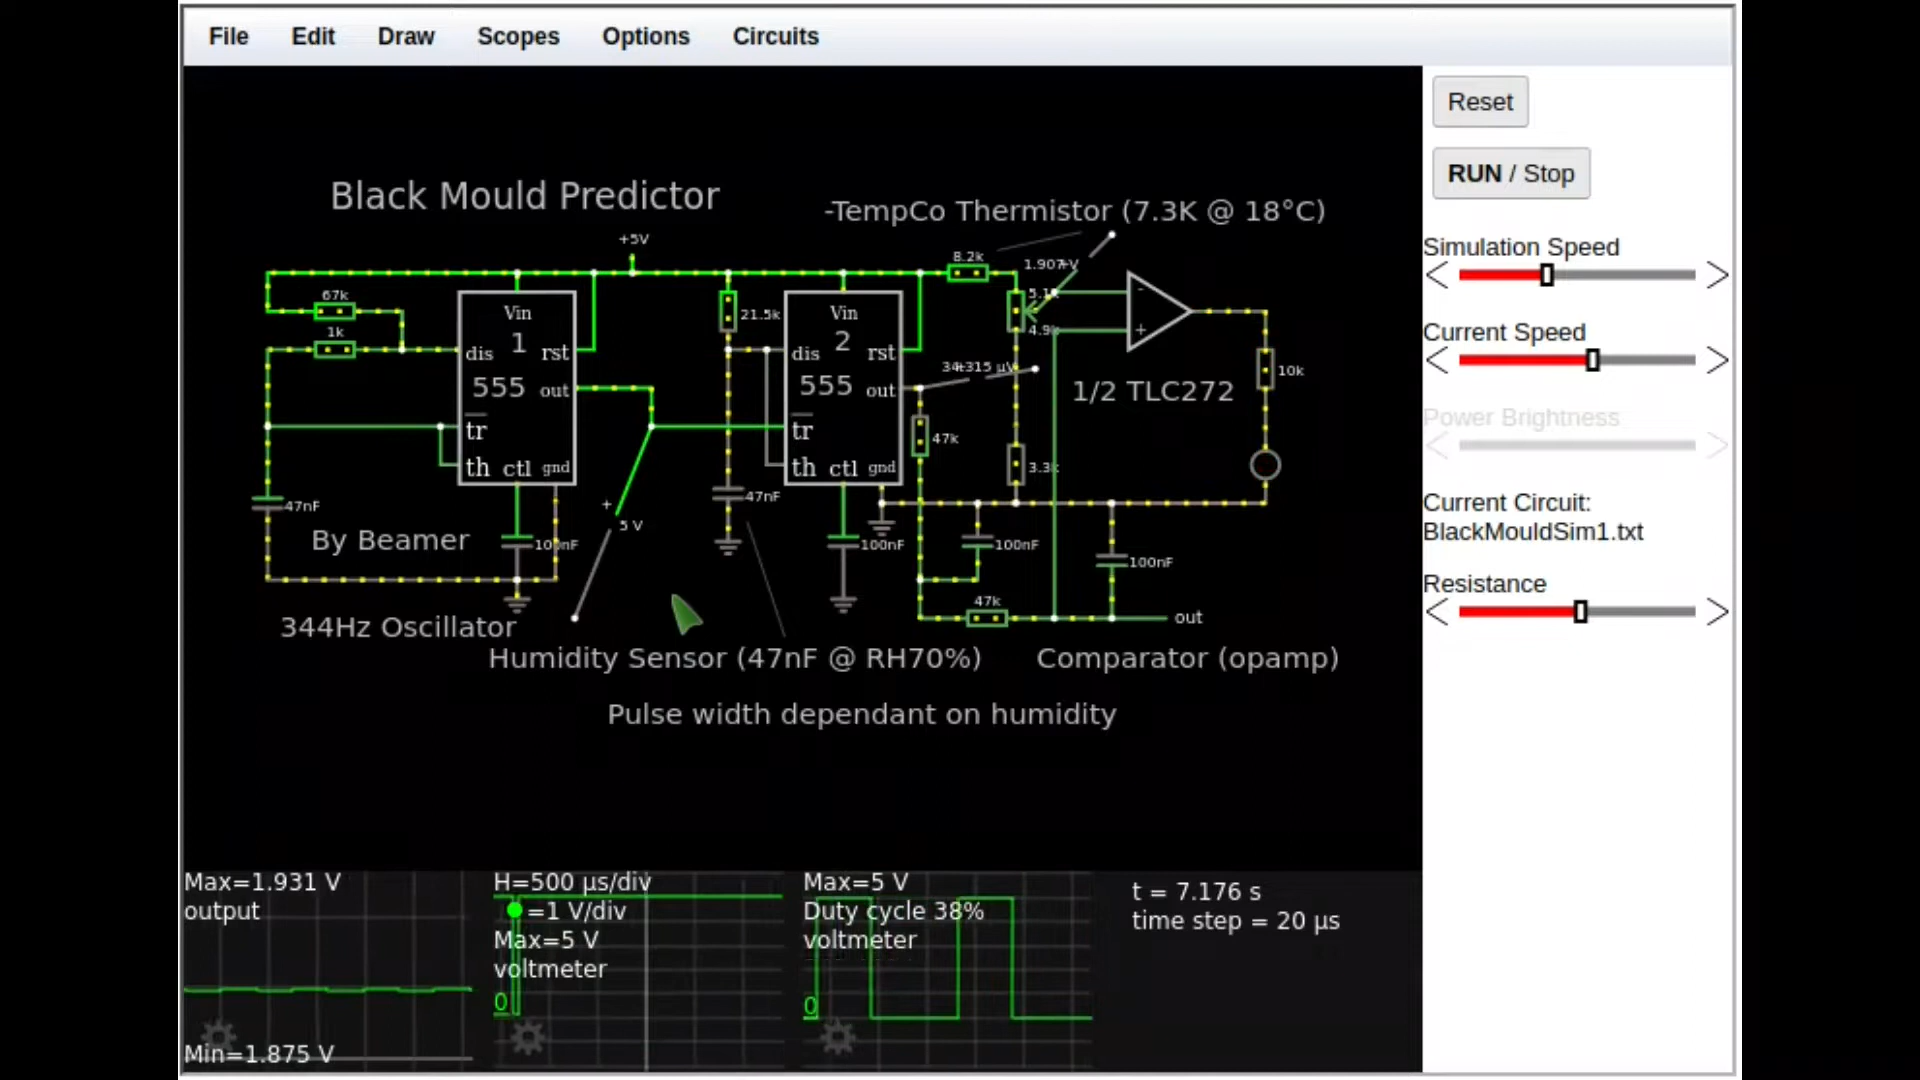 File Edit Draw Scopes Options Circuits
Reset
RUN / Stop
Simulation Speed
Current Speed
Power Brightness
Current Circuit:
BlackMouldSim1.txt
Resistance
Black Mould Predictor
-TempCo Thermistor (7.3K @ 18°C)
+5V
8.2k
1.907 V
67k
1k
21.5k
4.9k
Vin
1
dis
rst
555
out
tr
th
ctl
gnd
Vin
2
dis
rst
555
out
tr
th
ctl
gnd
-
+
1/2 TLC272
10k
47k
3.3k
47nF
47nF
+
5 V
By Beamer
100nF
100nF
100nF
100nF
47k
out
344Hz Oscillator
Humidity Sensor (47nF @ RH70%)
Comparator (opamp)
Pulse width dependant on humidity
Max=1.931 V
output
Min=1.875 V
H=500 µs/div
=1 V/div
Max=5 V
voltmeter
0
Max=5 V
Duty cycle 38%
voltmeter
0
t = 7.176 s
time step = 20 µs